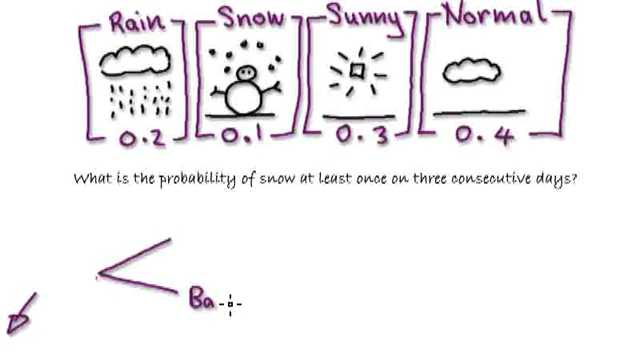 Rain Snow Sunny Normal
0.2 0.1 0.3 0.4
What is the probability of snow at least once on three consecutive days?
Ba